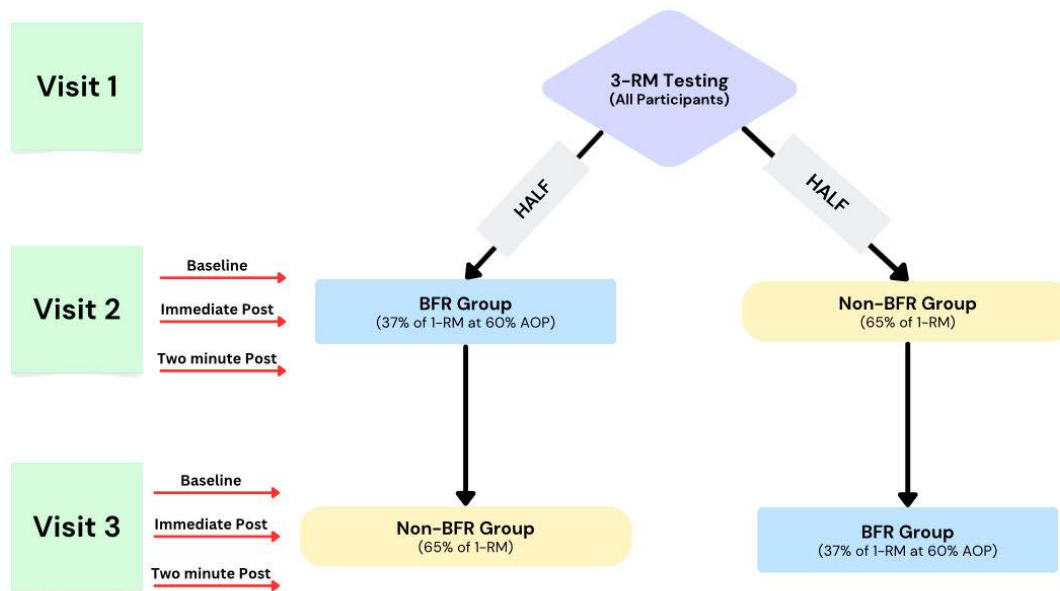 Visit 1
3-RM Testing
(All Participants)
HALF
HALF
Visit 2
Baseline
Immediate Post
Two minute Post
BFR Group
(37% of 1-RM at 60% AOP)
Non-BFR Group
(65% of 1-RM)
Visit 3
Baseline
Immediate Post
Two minute Post
Non-BFR Group
(65% of 1-RM)
BFR Group
(37% of 1-RM at 60% AOP)